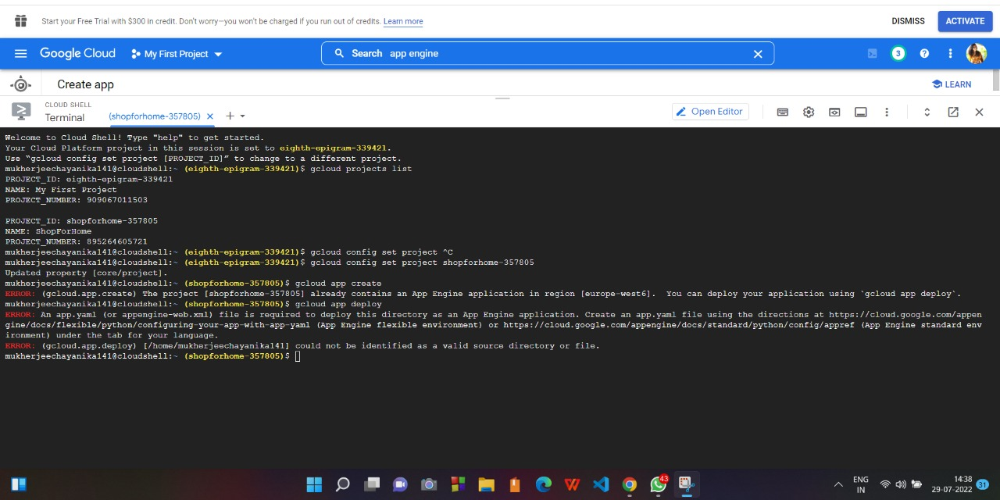 Start your Free Trial with $300 in credit. Don't worry—you won't be charged if you run out of credits. Learn more
DISMISS
ACTIVATE
Google Cloud
My First Project
Search app engine
3
Create app
LEARN
CLOUD SHELL
Terminal
(shopforhome-357805)
Open Editor
Welcome to Cloud Shell! Type "help" to get started.
Your Cloud Platform project in this session is set to eighth-epigram-339421.
Use “gcloud config set project [PROJECT_ID]” to change to a different project.
mukherjeechayanika141@cloudshell:~ (eighth-epigram-339421)$ gcloud projects list
PROJECT_ID: eighth-epigram-339421
NAME: My First Project
PROJECT_NUMBER: 909067011503
PROJECT_ID: shopforhome-357805
NAME: ShopForHome
PROJECT_NUMBER: 895264605721
mukherjeechayanika141@cloudshell:~ (eighth-epigram-339421)$ gcloud config set project ^C
mukherjeechayanika141@cloudshell:~ (eighth-epigram-339421)$ gcloud config set project shopforhome-357805
Updated property [core/project].
mukherjeechayanika141@cloudshell:~ (shopforhome-357805)$ gcloud app create
ERROR: (gcloud.app.create) The project [shopforhome-357805] already contains an App Engine application in region [europe-west6].  You can deploy your application using `gcloud app deploy`.
mukherjeechayanika141@cloudshell:~ (shopforhome-357805)$ gcloud app deploy
ERROR: An app.yaml (or appengine-web.xml) file is required to deploy this directory as an App Engine application. Create an app.yaml file using the directions at https://cloud.google.com/appen
gine/docs/flexible/python/configuring-your-app-with-app-yaml (App Engine flexible environment) or https://cloud.google.com/appengine/docs/standard/python/config/appref (App Engine standard env
ironment) under the tab for your language.
ERROR: (gcloud.app.deploy) [/home/mukherjeechayanika141] could not be identified as a valid source directory or file.
mukherjeechayanika141@cloudshell:~ (shopforhome-357805)$
43
ENG
IN
14:38
29-07-2022
31